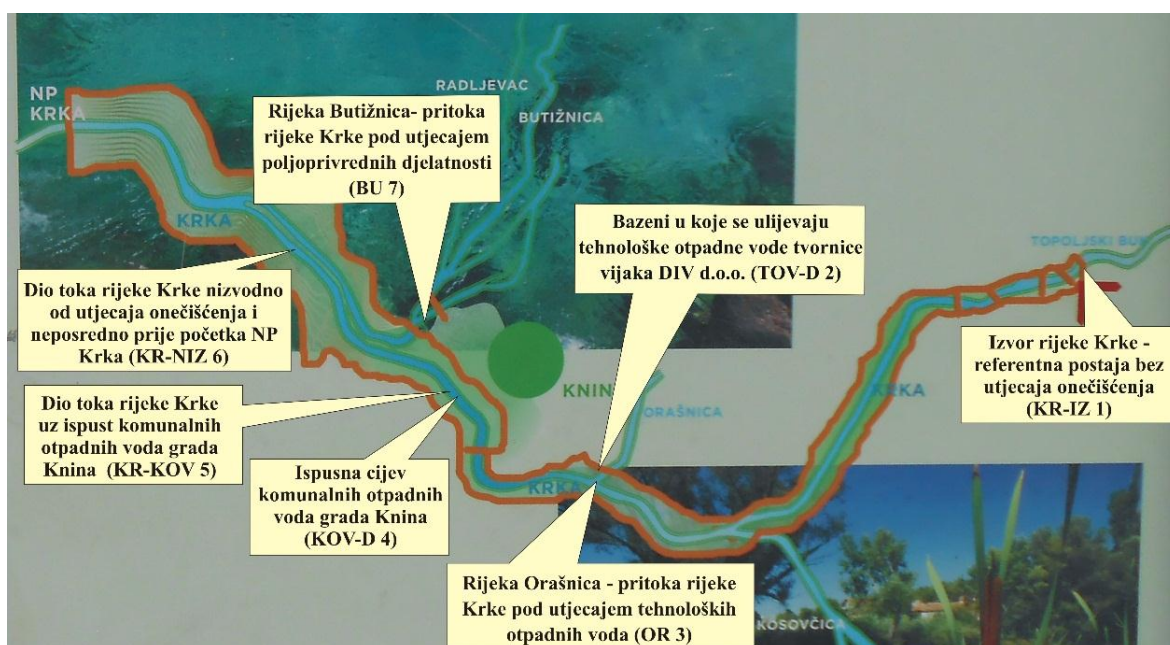 NP
KRKA
RADLJEVAC
BUTIŽNICA
Rijeka Butižnica- pritoka
rijeke Krke pod utjecajem
poljoprivrednih djelatnosti
(BU 7)
KRKA
Bazeni u koje se ulijevaju
tehnološke otpadne vode tvornice
vijaka DIV d.o.o. (TOV-D 2)
TOPOLJSKI BUK
Dio toka rijeke Krke nizvodno
od utjecaja onečišćenja i
neposredno prije početka NP
Krka (KR-NIZ 6)
Izvor rijeke Krke -
referentna postaja bez
utjecaja onečišćenja
(KR-IZ 1)
KNIN
KRKA
ORAŠNICA
Dio toka rijeke Krke
uz ispust komunalnih
otpadnih voda grada
Knina (KR-KOV 5)
Ispusna cijev
komunalnih otpadnih
voda grada Knina
(KOV-D 4)
KRKA
Rijeka Orašnica - pritoka rijeke
Krke pod utjecajem tehnoloških
otpadnih voda (OR 3)
KOSOVČICA